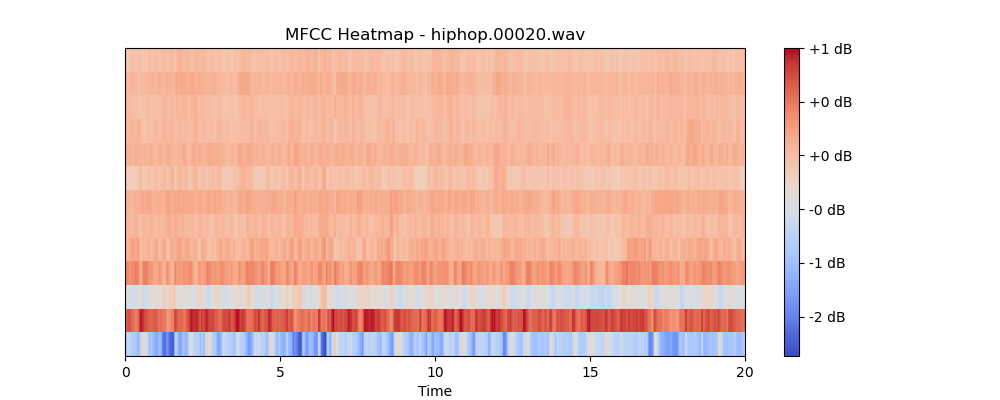 MFCC Heatmap - hiphop.00020.wav
+1 dB
+0 dB
+0 dB
-0 dB
-1 dB
-2 dB
0 5 10 15 20
Time